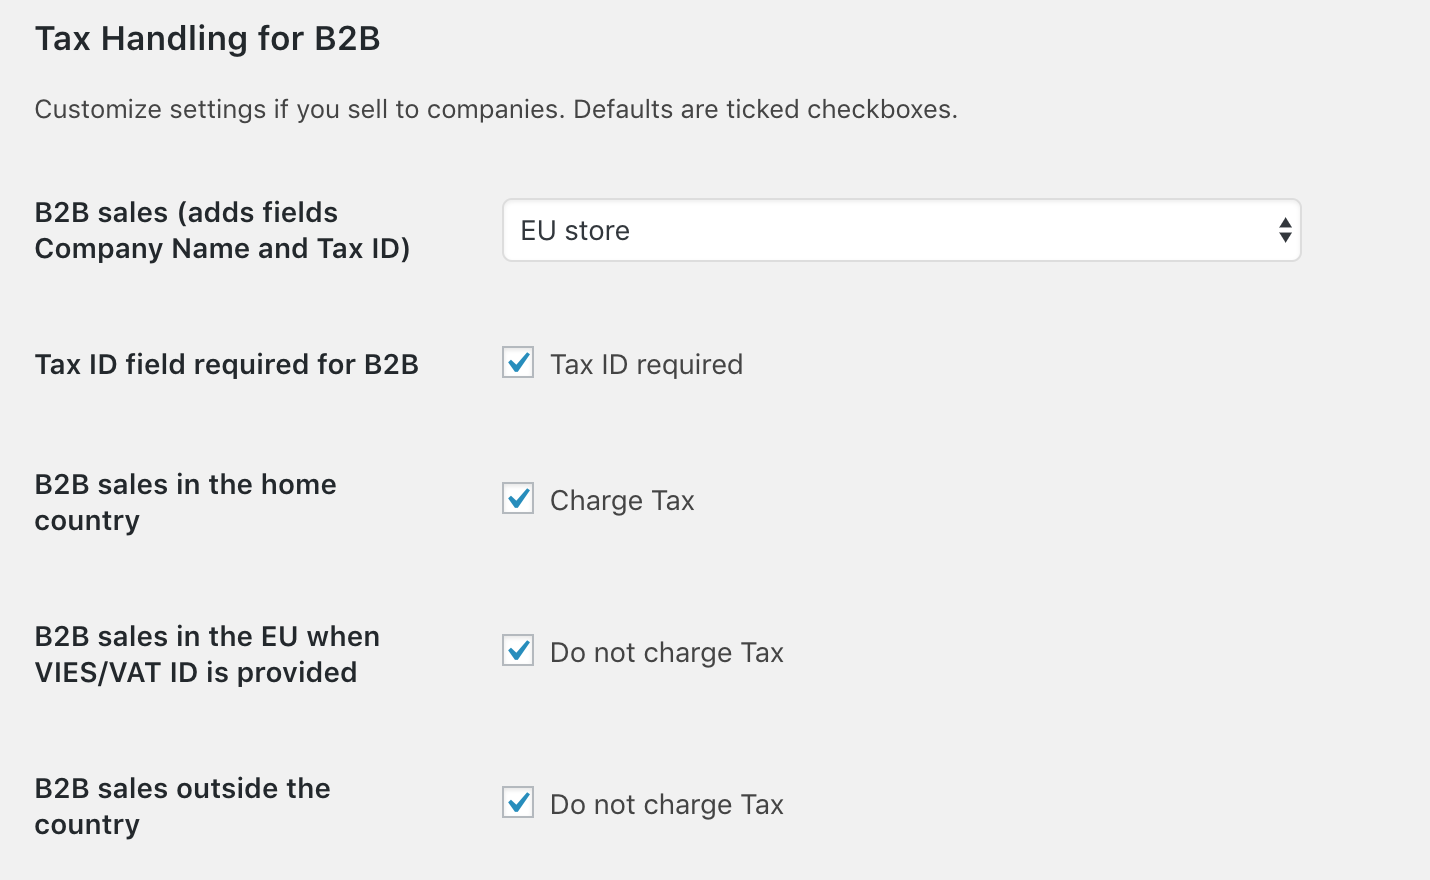 Tax Handling for B2B
Customize settings if you sell to companies. Defaults are ticked checkboxes.
B2B sales (adds fields
Company Name and Tax ID)
EU store
Tax ID field required for B2B
Tax ID required
B2B sales in the home
country
Charge Tax
B2B sales in the EU when
VIES/VAT ID is provided
Do not charge Tax
B2B sales outside the
country
Do not charge Tax